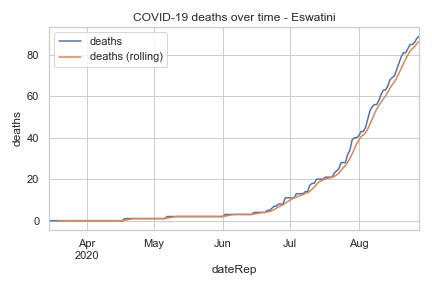 COVID-19 deaths over time - Eswatini
deaths
deaths (rolling)
deaths
80
60
40
20
0
Apr
2020
May
Jun
Jul
Aug
dateRep